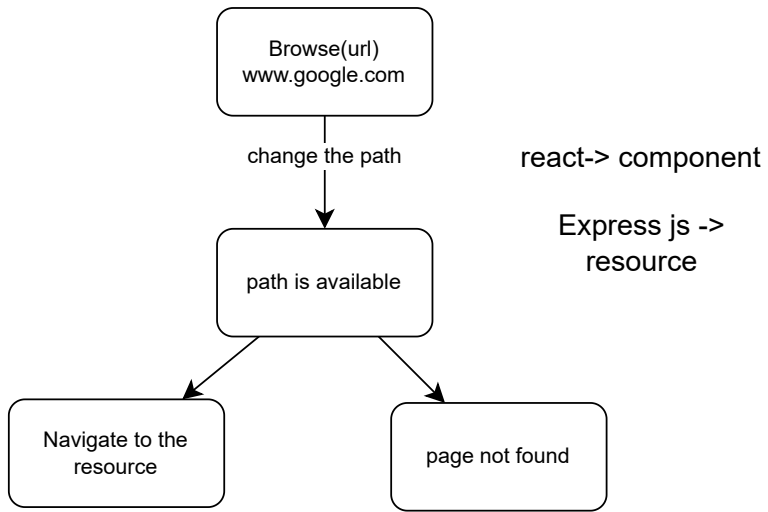 Browse(url)
www.google.com
change the path
react-> component
Express js ->
resource
path is available
Navigate to the
resource
page not found